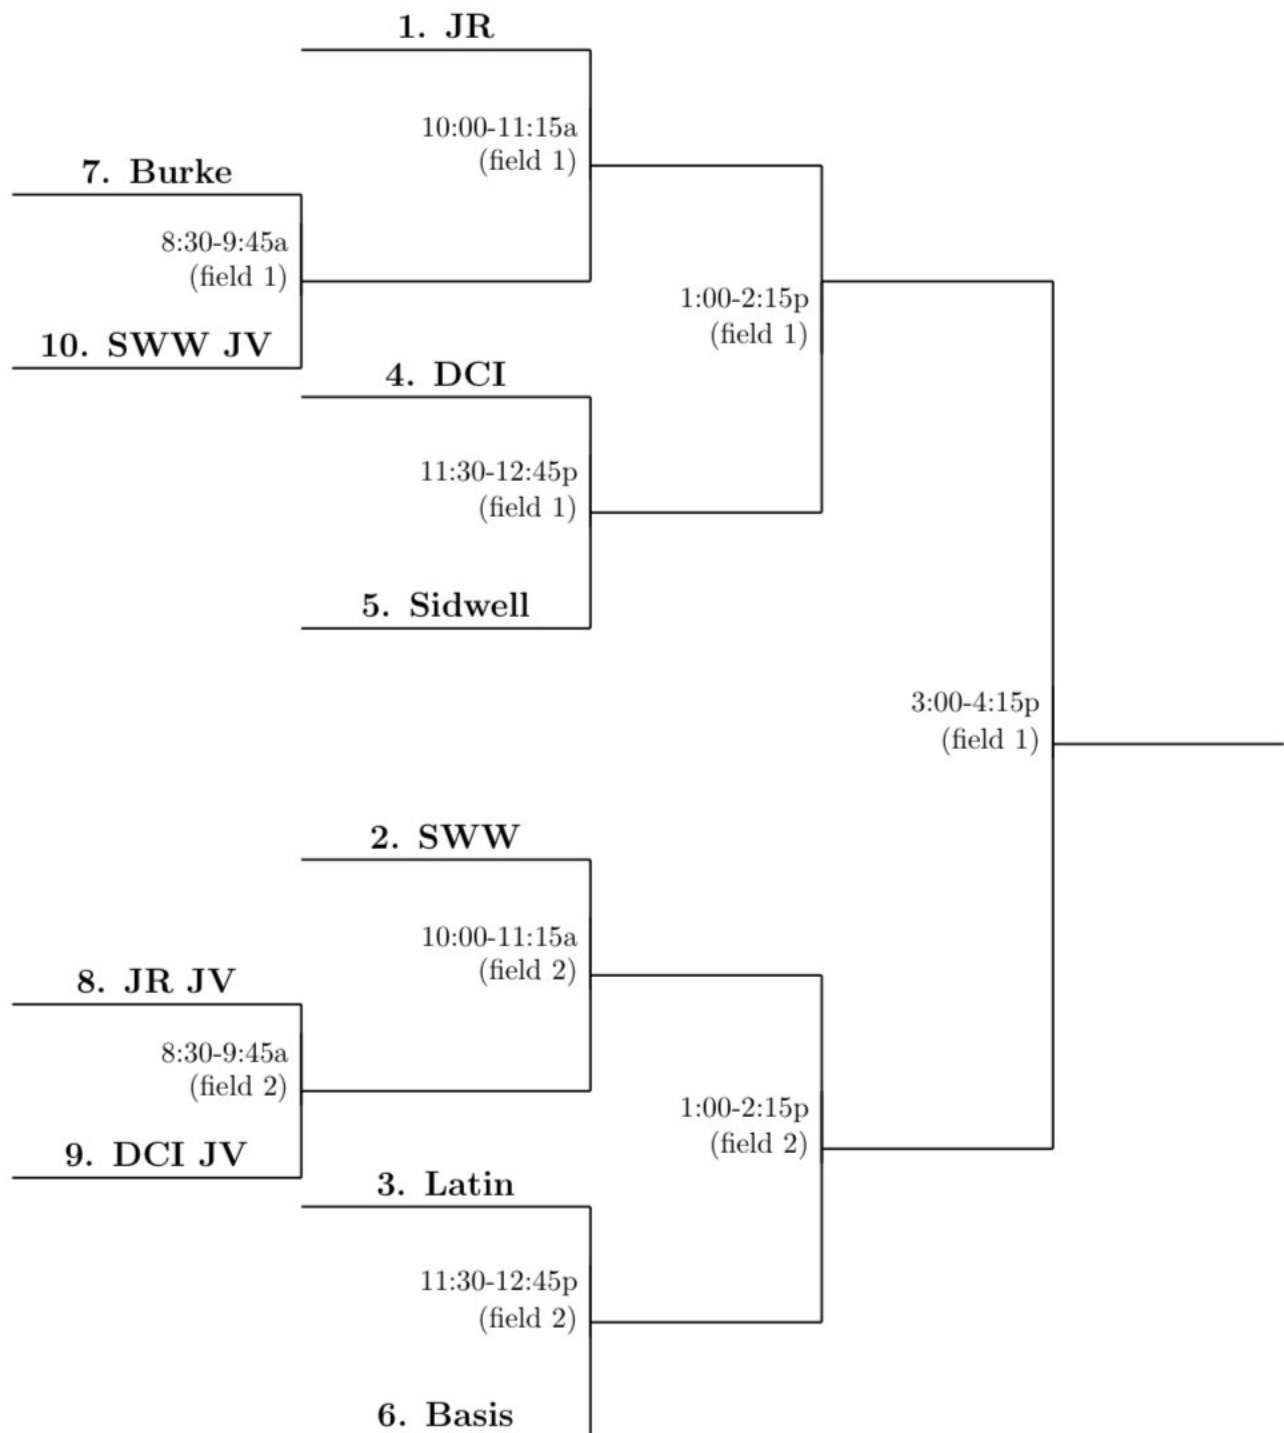 1. JR
10:00-11:15a
(field 1)
7. Burke
8:30-9:45a
(field 1)
10. SWW JV
1:00-2:15p
(field 1)
4. DCI
11:30-12:45p
(field 1)
5. Sidwell
3:00-4:15p
(field 1)
2. SWW
10:00-11:15a
(field 2)
8. JR JV
8:30-9:45a
(field 2)
9. DCI JV
1:00-2:15p
(field 2)
3. Latin
11:30-12:45p
(field 2)
6. Basis